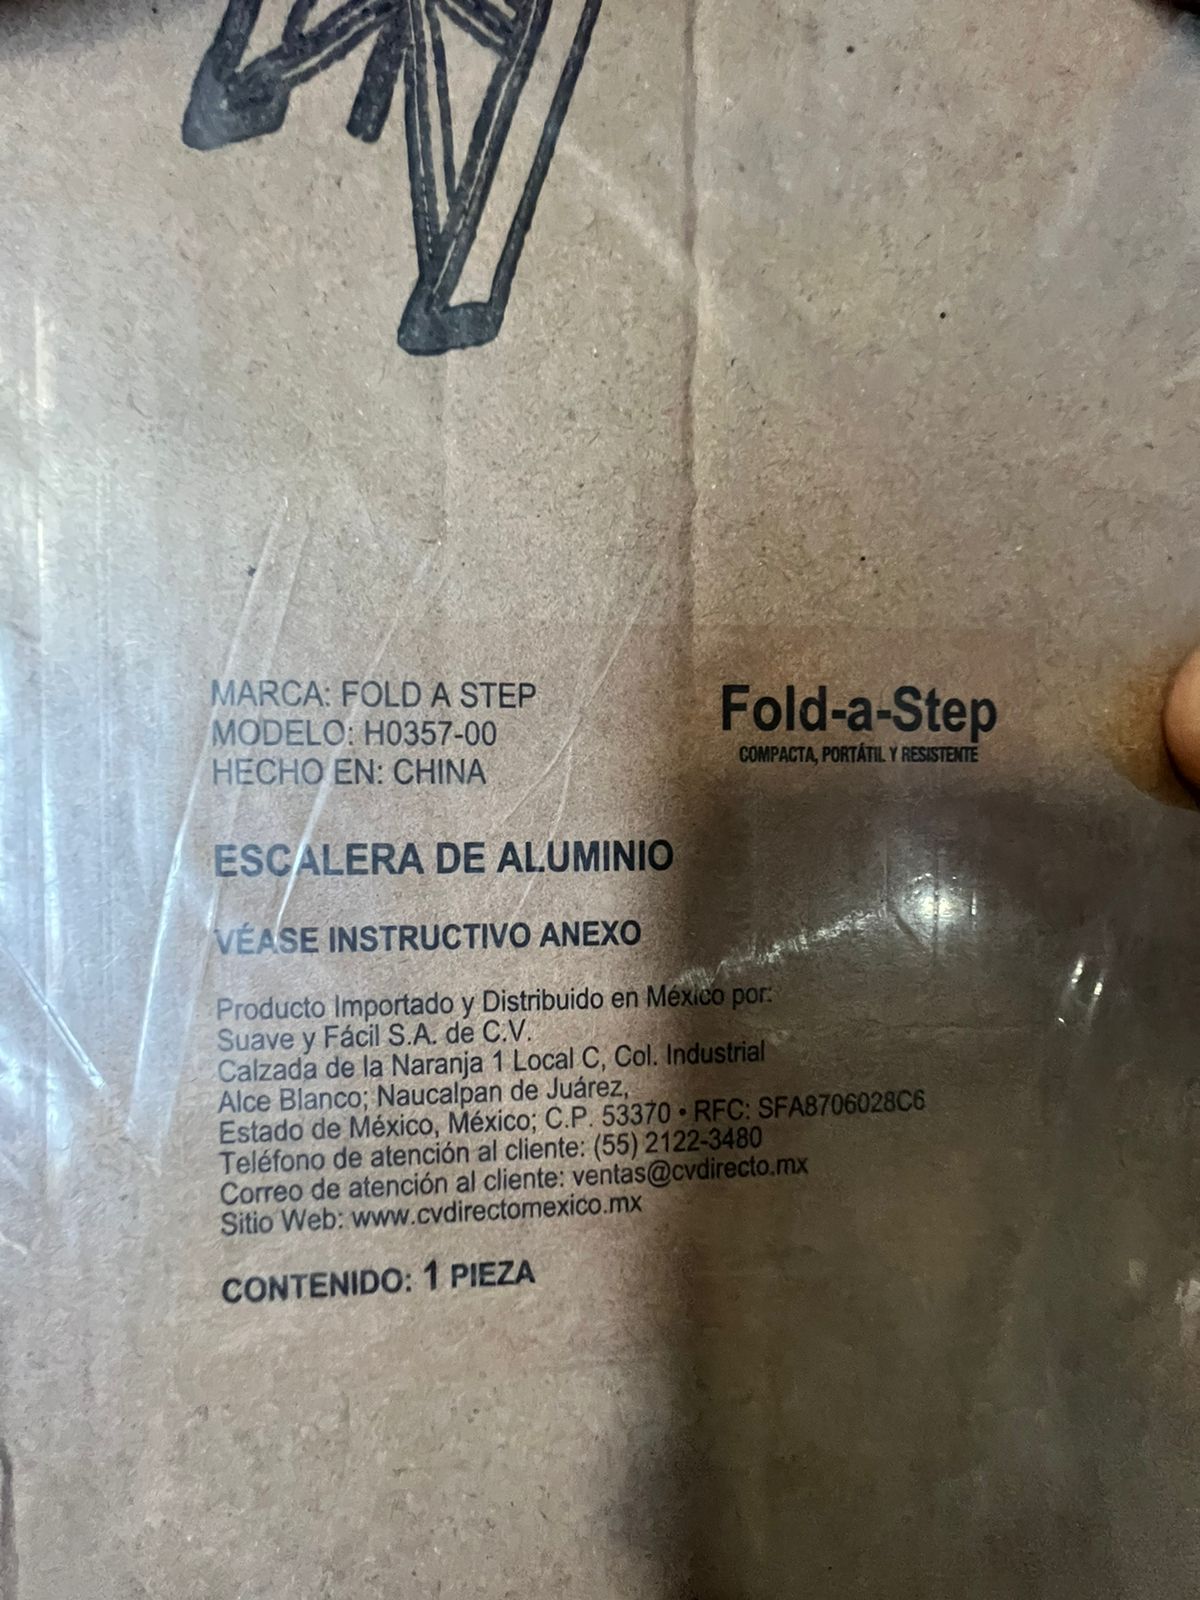 MARCA: FOLD A STEP
MODELO: H0357-00
HECHO EN: CHINA
Fold-a-Step
COMPACTA, PORTÁTIL Y RESISTENTE
ESCALERA DE ALUMINIO
VÉASE INSTRUCTIVO ANEXO
Producto Importado y Distribuido en México por:
Suave y Fácil S.A. de C.V.
Calzada de la Naranja 1 Local C, Col. Industrial
Alce Blanco; Naucalpan de Juárez,
Estado de México, México; C.P. 53370 • RFC: SFA8706028C6
Teléfono de atención al cliente: (55) 2122-3480
Correo de atención al cliente: ventas@cvdirecto.mx
Sitio Web: www.cvdirectomexico.mx
CONTENIDO: 1 PIEZA